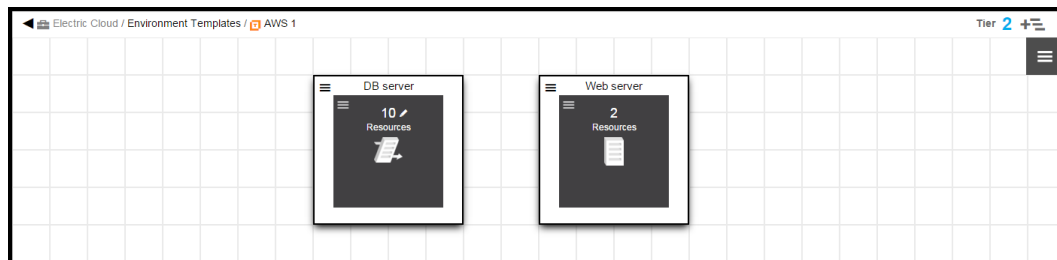 Electric Cloud / Environment Templates / AWS 1
Tier 2
DB server
10
Resources
Web server
2
Resources